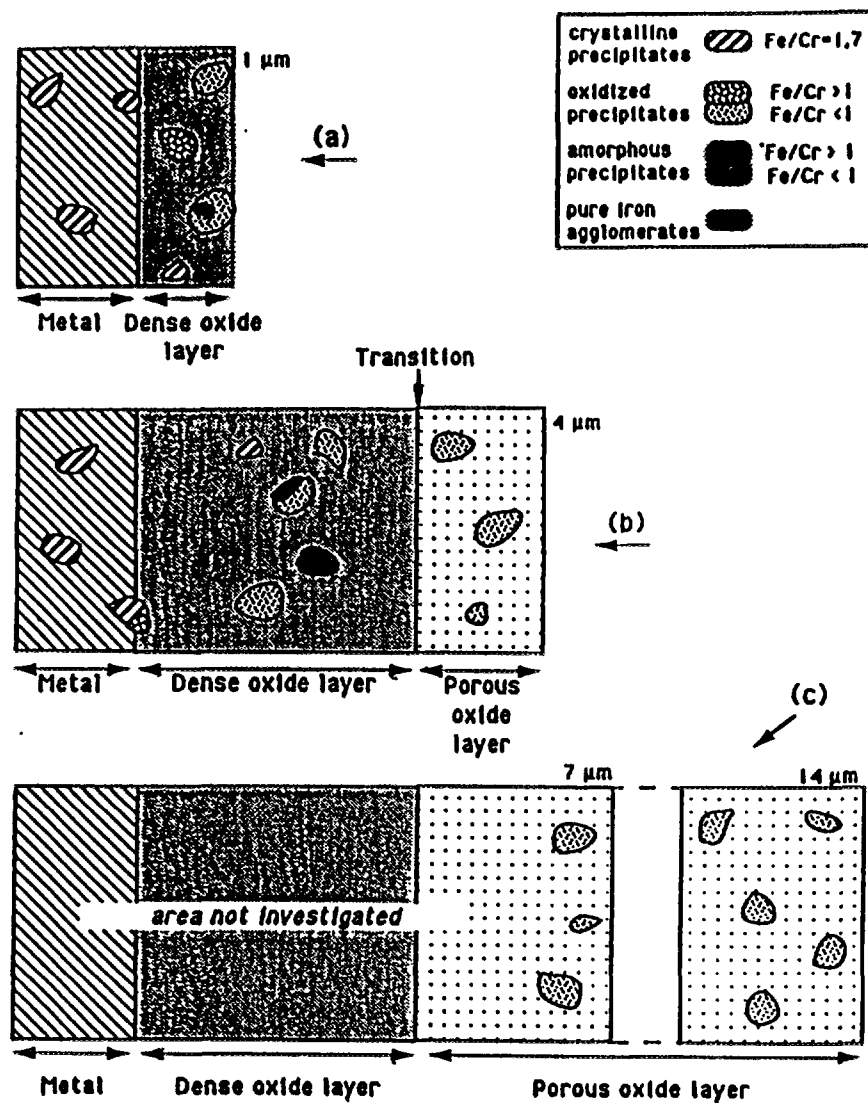 1 μm
(a)
Metal
Dense oxide
layer
crystalline
precipitates
Fe/Cr=1,7
oxidized
precipitates
Fe/Cr >1
Fe/Cr <1
amorphous
precipitates
Fe/Cr > 1
Fe/Cr < 1
pure iron
agglomerates
Transition
4 μm
(b)
Metal
Dense oxide layer
Porous
oxide
layer
(c)
7 μm
14 μm
area not investigated
Metal
Dense oxide layer
Porous oxide layer